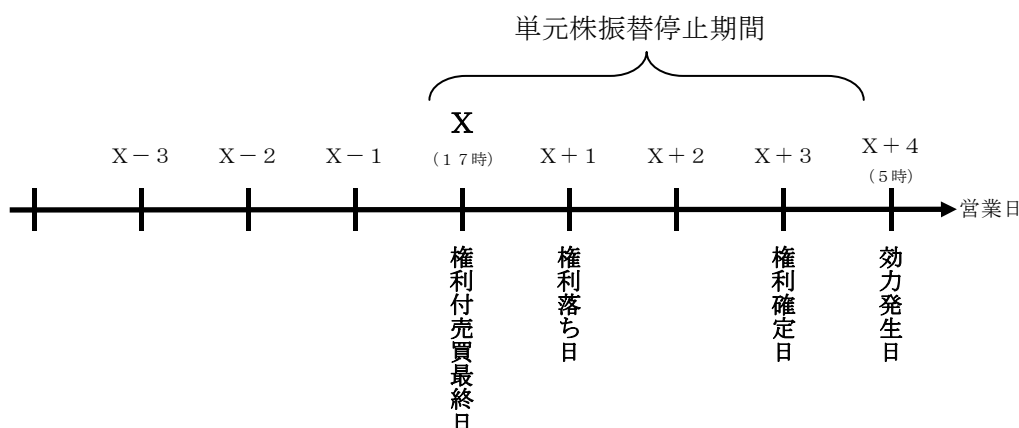 単元株振替停止期間
X
X－3
X－2
X－1
(17時)
X＋1
X＋2
X＋3
X＋4
(5時)
営業日
権利付売買最終日
権利落ち日
権利確定日
効力発生日